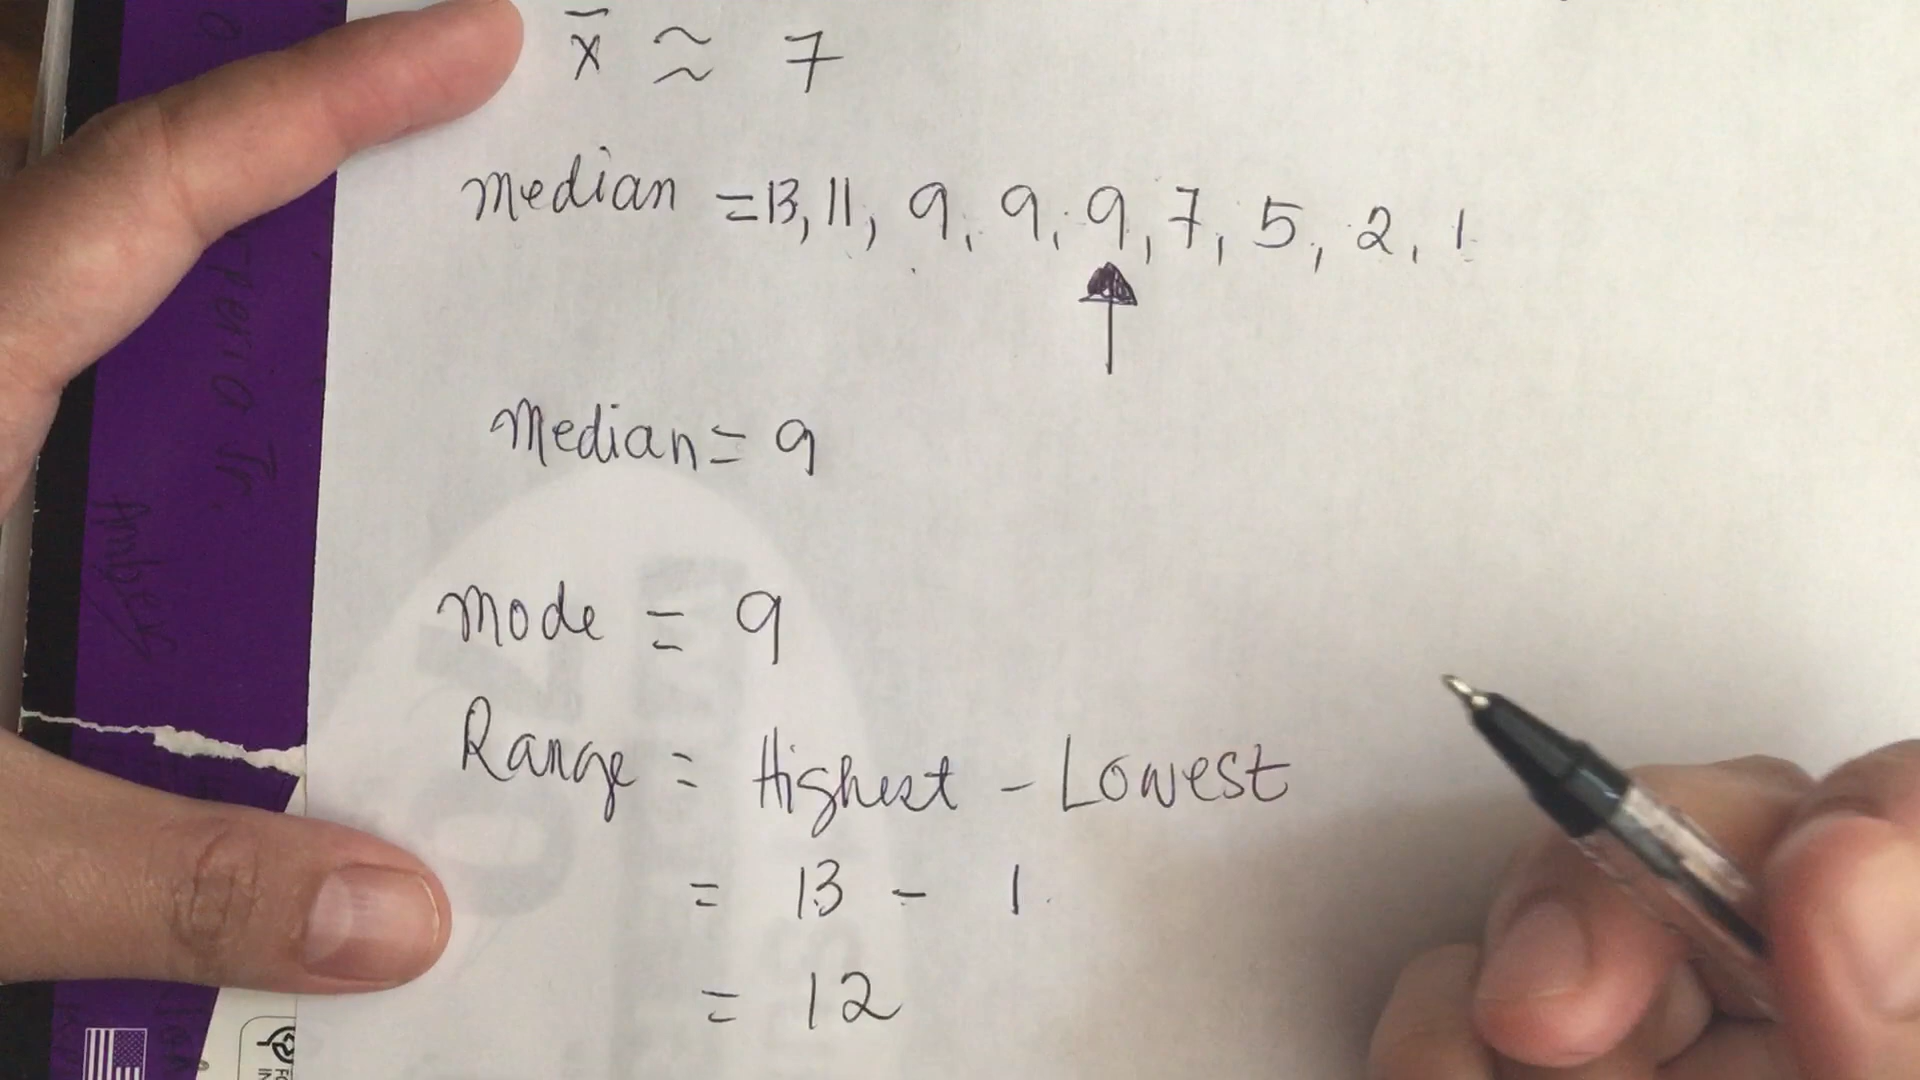 x̄ ≈ 7
median = 13, 11, 9, 9, 9, 7, 5, 2, 1
Median = 9
Mode = 9
Range = Highest - Lowest
= 13 - 1
= 12